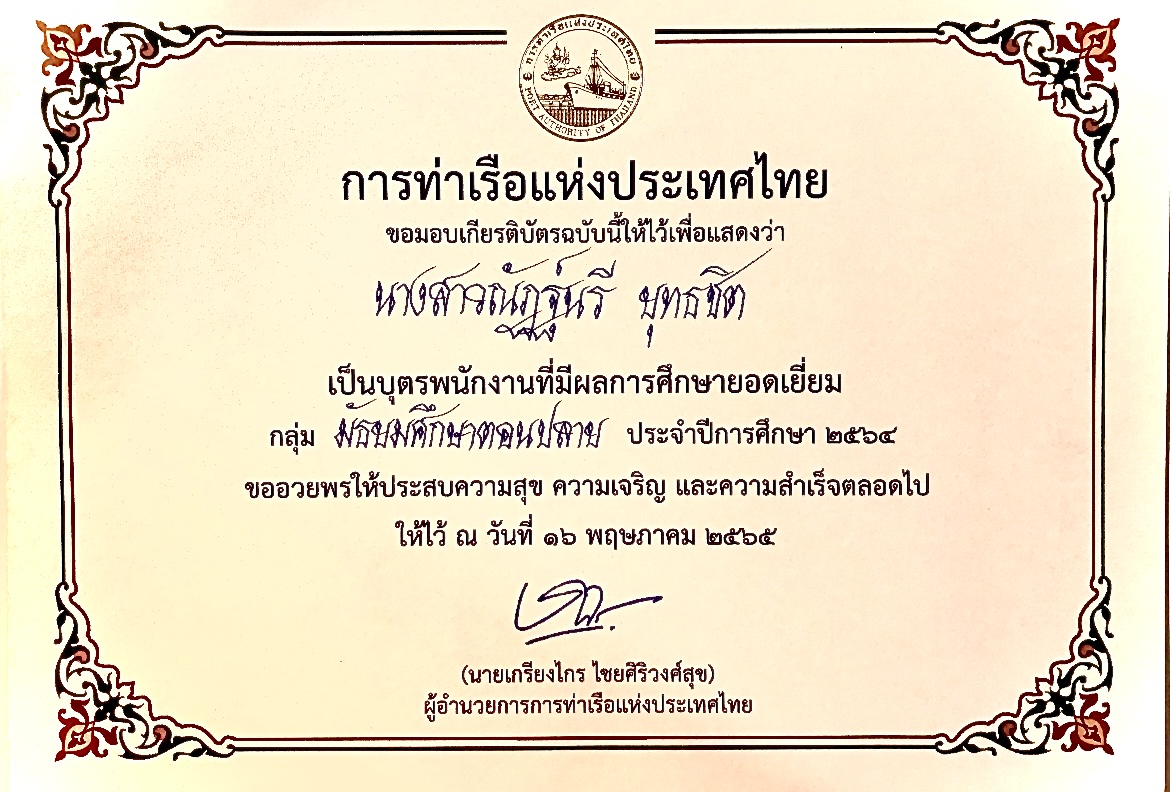 การท่าเรือแห่งประเทศไทย
PORT AUTHORITY OF THAILAND
การท่าเรือแห่งประเทศไทย
ขอมอบเกียรติบัตรฉบับนี้ให้ไว้เพื่อแสดงว่า
นางสาวณัฏฐ์นรี ยุทธชิต
เป็นบุตรพนักงานที่มีผลการศึกษายอดเยี่ยม
กลุ่ม มัธยมศึกษาตอนปลาย ประจำปีการศึกษา ๒๕๖๔
ขออวยพรให้ประสบความสุข ความเจริญ และความสำเร็จตลอดไป
ให้ไว้ ณ วันที่ ๑๖ พฤษภาคม ๒๕๖๕
(นายเกรียงไกร ไชยศิริวงศ์สุข)
ผู้อำนวยการการท่าเรือแห่งประเทศไทย